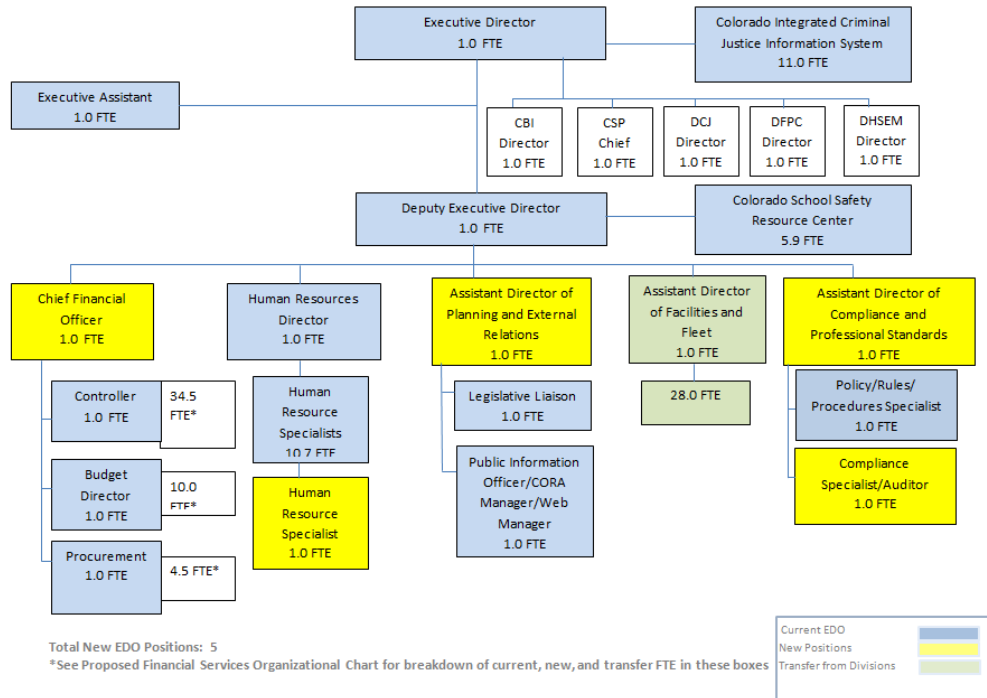 Executive Director
1.0 FTE
Colorado Integrated Criminal
Justice Information System
11.0 FTE
Executive Assistant
1.0 FTE
CBI
Director
1.0 FTE
CSP
Chief
1.0 FTE
DCJ
Director
1.0 FTE
DFPC
Director
1.0 FTE
DHSEM
Director
1.0 FTE
Deputy Executive Director
1.0 FTE
Colorado School Safety
Resource Center
5.9 FTE
Chief Financial
Officer
1.0 FTE
Human Resources
Director
1.0 FTE
Assistant Director of
Planning and External
Relations
1.0 FTE
Assistant Director
of Facilities and
Fleet
1.0 FTE
Assistant Director of
Compliance and
Professional Standards
1.0 FTE
Controller
1.0 FTE
34.5
FTE*
Budget
Director
1.0 FTE
10.0
FTE*
Procurement
1.0 FTE
4.5 FTE*
Human
Resource
Specialists
10.7 FTE
Human
Resource
Specialist
1.0 FTE
Legislative Liaison
1.0 FTE
Public Information
Officer/CORA
Manager/Web
Manager
1.0 FTE
28.0 FTE
Policy/Rules/
Procedures Specialist
1.0 FTE
Compliance
Specialist/Auditor
1.0 FTE
Total New EDO Positions: 5
*See Proposed Financial Services Organizational Chart for breakdown of current, new, and transfer FTE in these boxes
Current EDO
New Positions
Transfer from Divisions